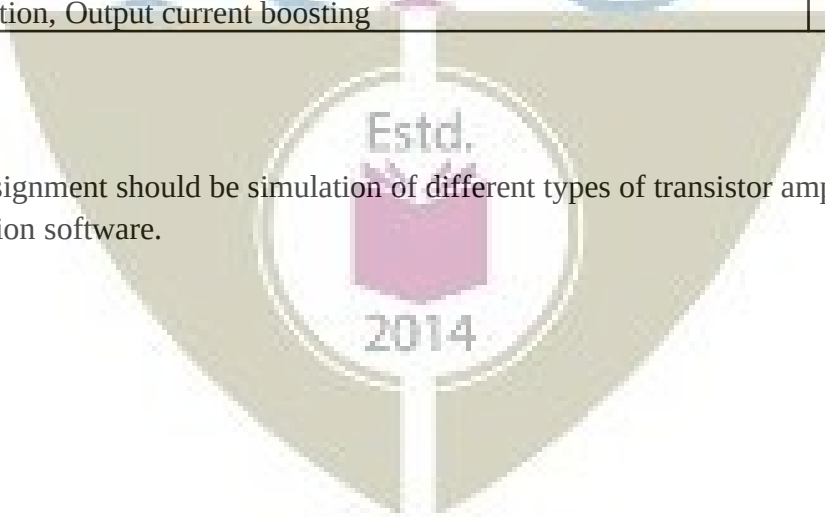 tion, Output current boosting
Estd.
signment should be simulation of different types of transistor amp
ion software.
2014